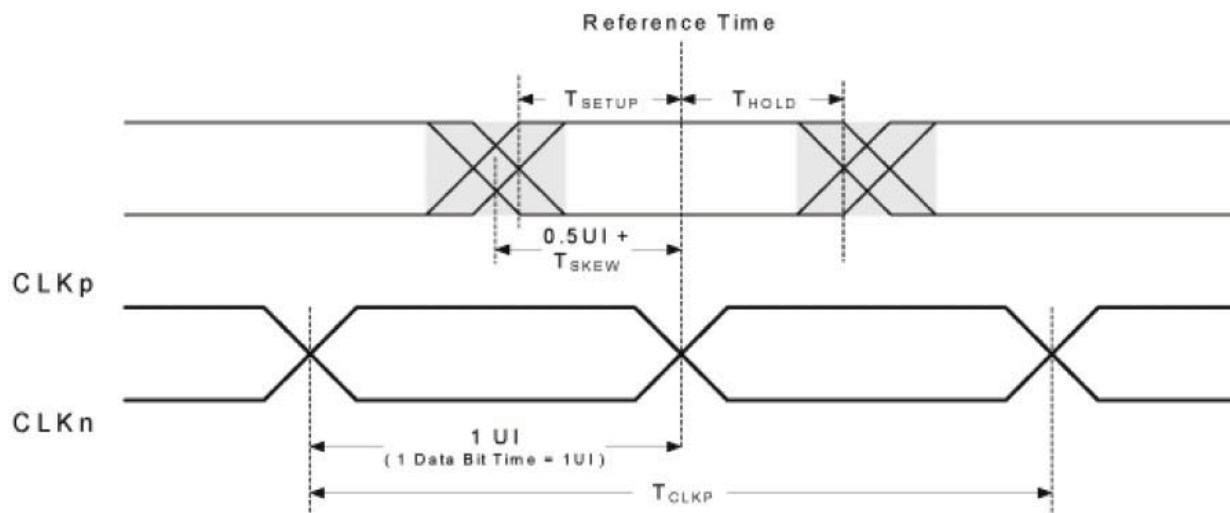 Reference Time
TSETUP
THOLD
0.5UI +
TSKEW
CLKp
CLKn
1 UI
( 1 Data Bit Time = 1UI )
TCLKP